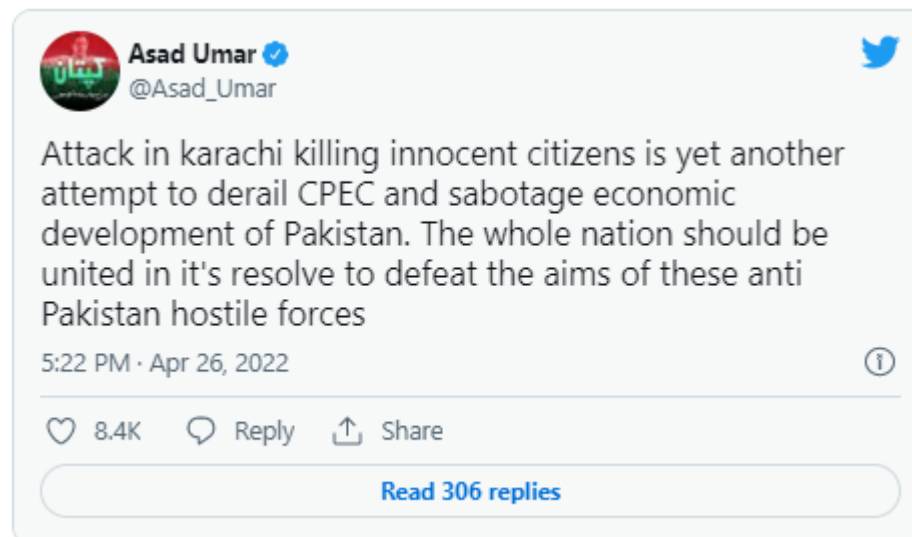 کپتان
Asad Umar
@Asad_Umar
Attack in karachi killing innocent citizens is yet another
attempt to derail CPEC and sabotage economic
development of Pakistan. The whole nation should be
united in it's resolve to defeat the aims of these anti
Pakistan hostile forces
5:22 PM · Apr 26, 2022
8.4K Reply Share
Read 306 replies